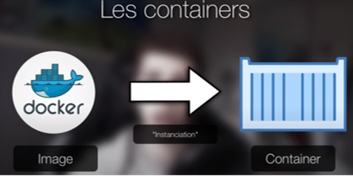 Les containers
docker
"Instanciation"
Image
Container